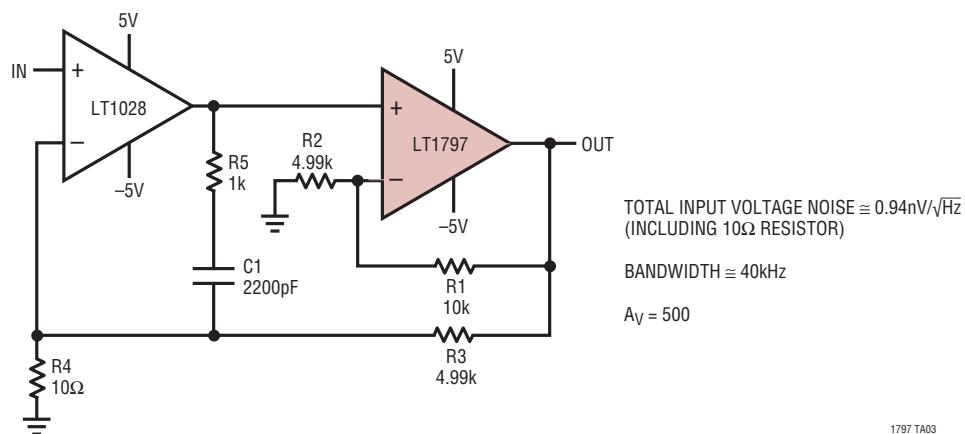 5V
IN
+
LT1028
−
−5V
5V
+
LT1797
−
−5V
OUT
R2
4.99k
R5
1k
C1
2200pF
R1
10k
R3
4.99k
R4
10Ω
TOTAL INPUT VOLTAGE NOISE ≅ 0.94nV/√Hz
(INCLUDING 10Ω RESISTOR)
BANDWIDTH ≅ 40kHz
AV = 500
1797 TA03